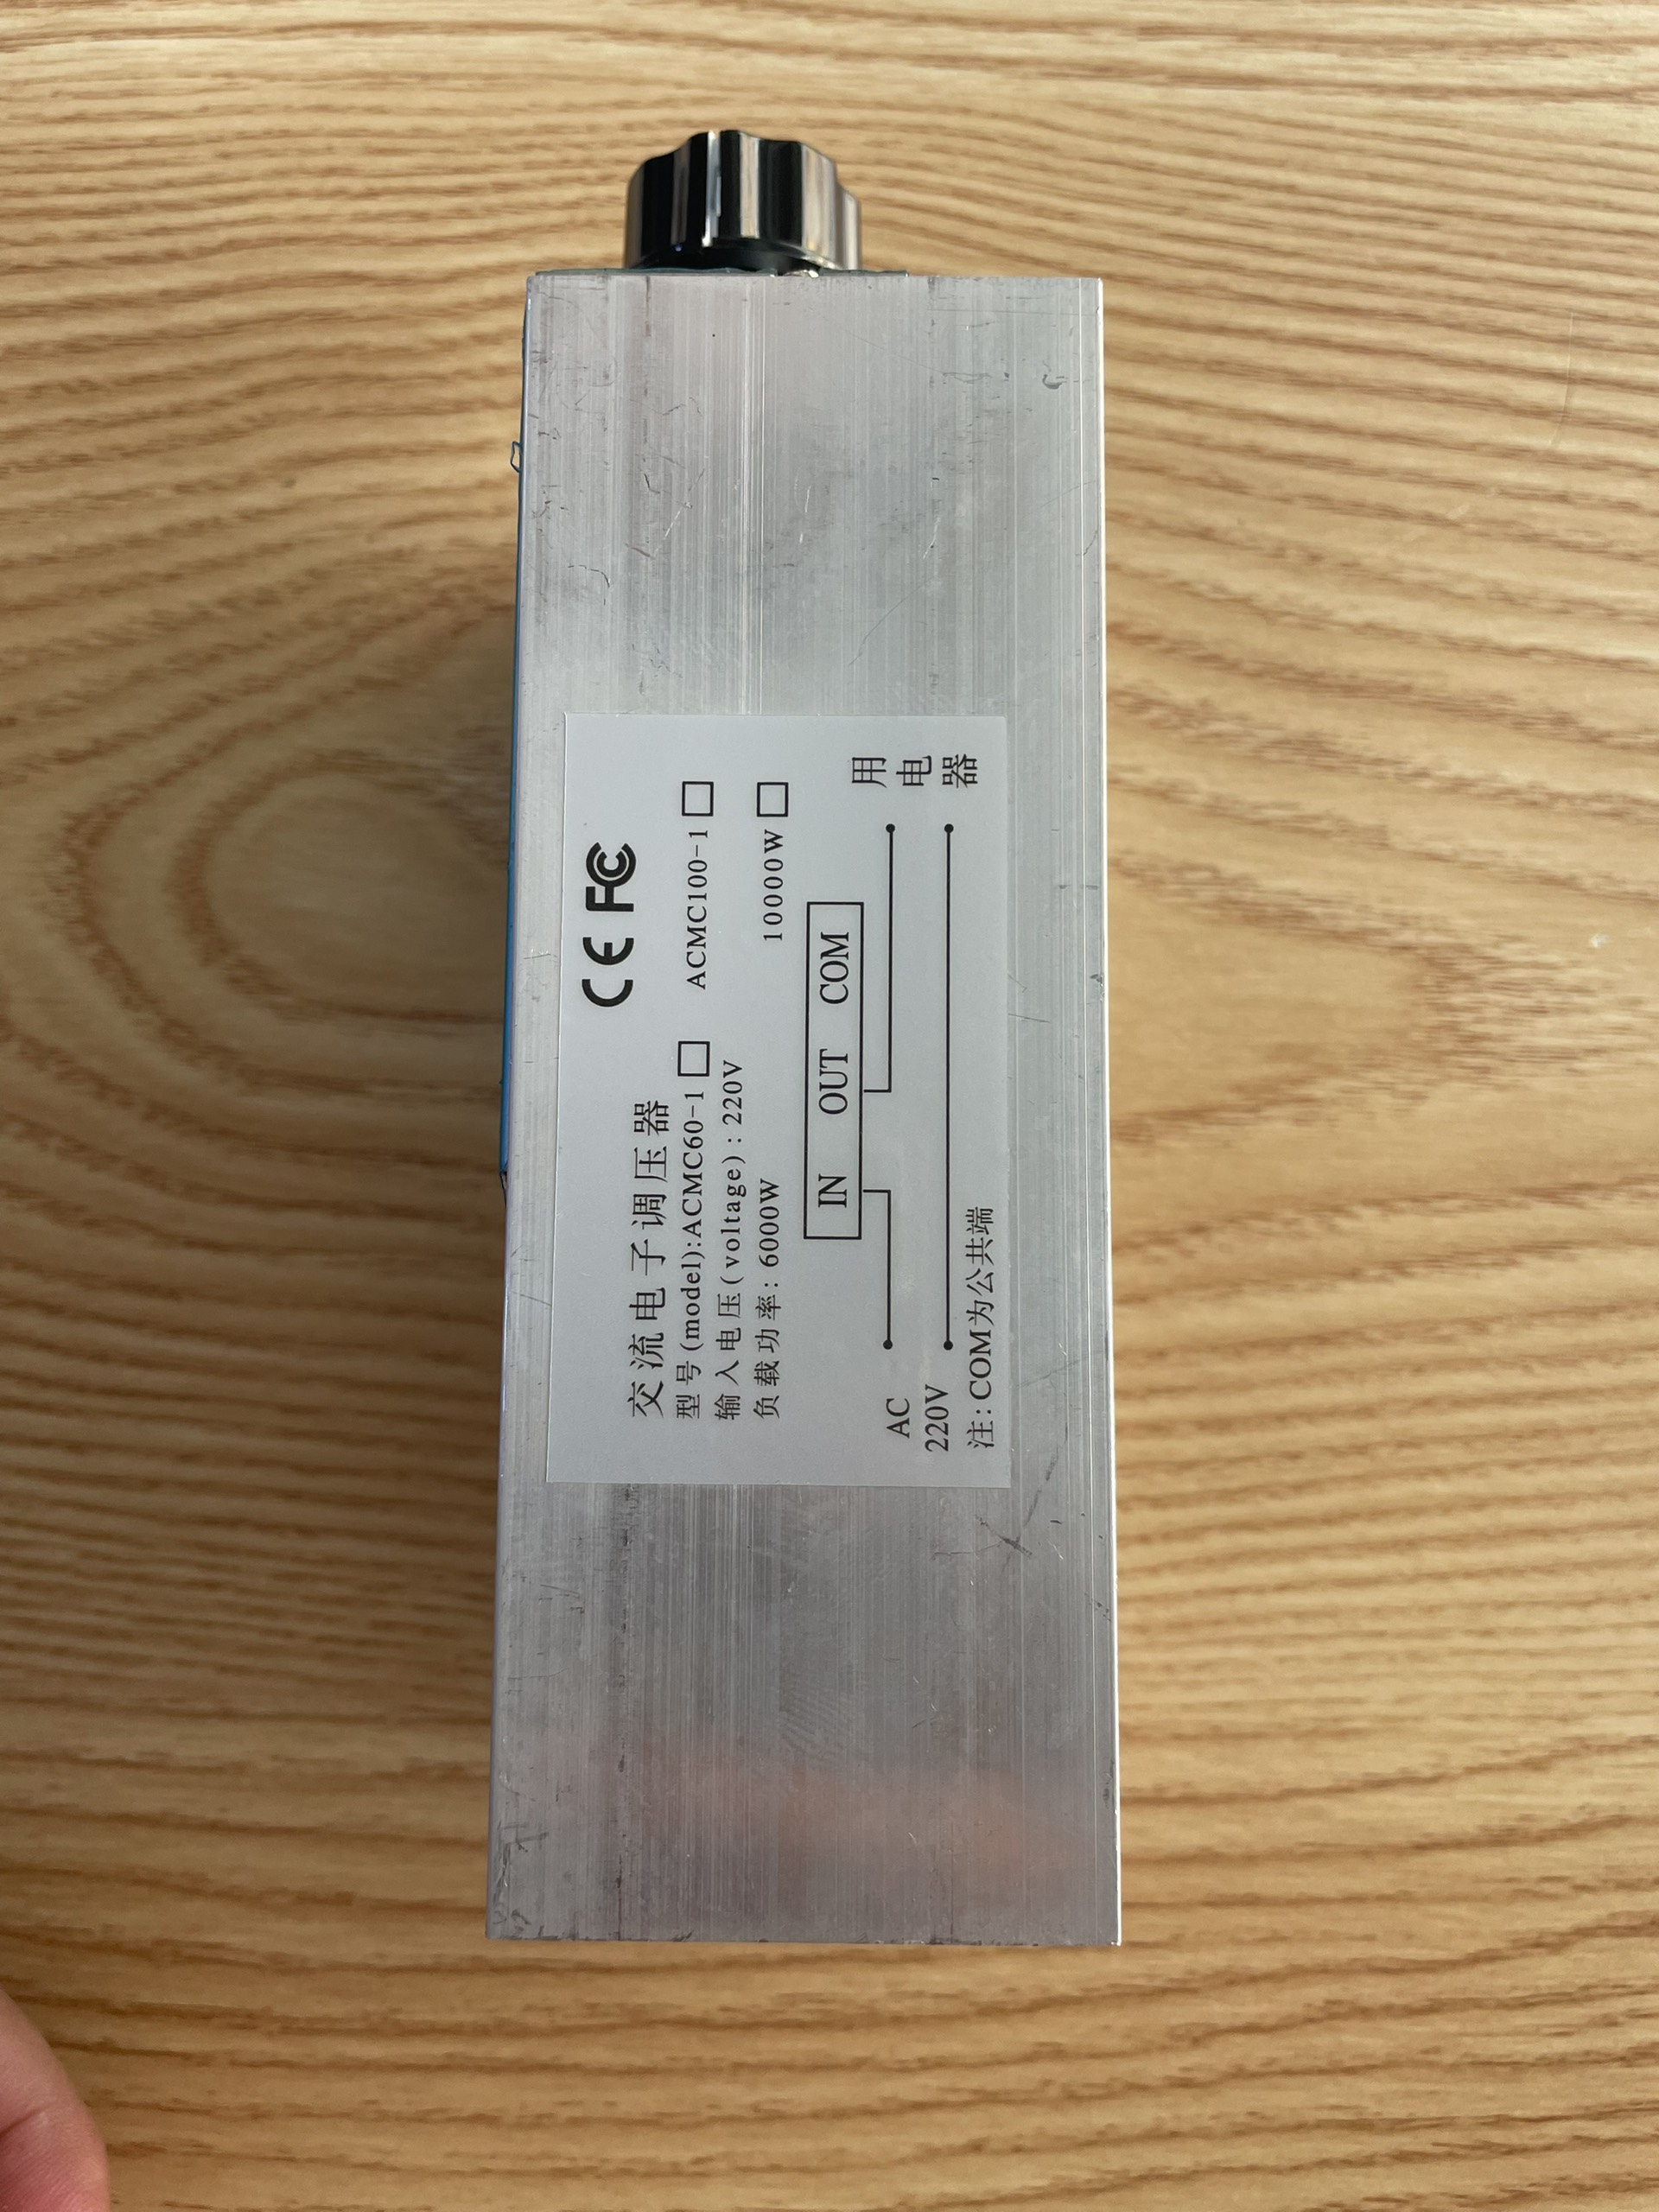 CE FC
交流电子调压器
型号(model):ACMC60-1□ ACMC100-1□
输入电压(voltage):220V
负载功率:6000W 10000W□
IN OUT COM
AC
220V
用电器
注:COM为公共端